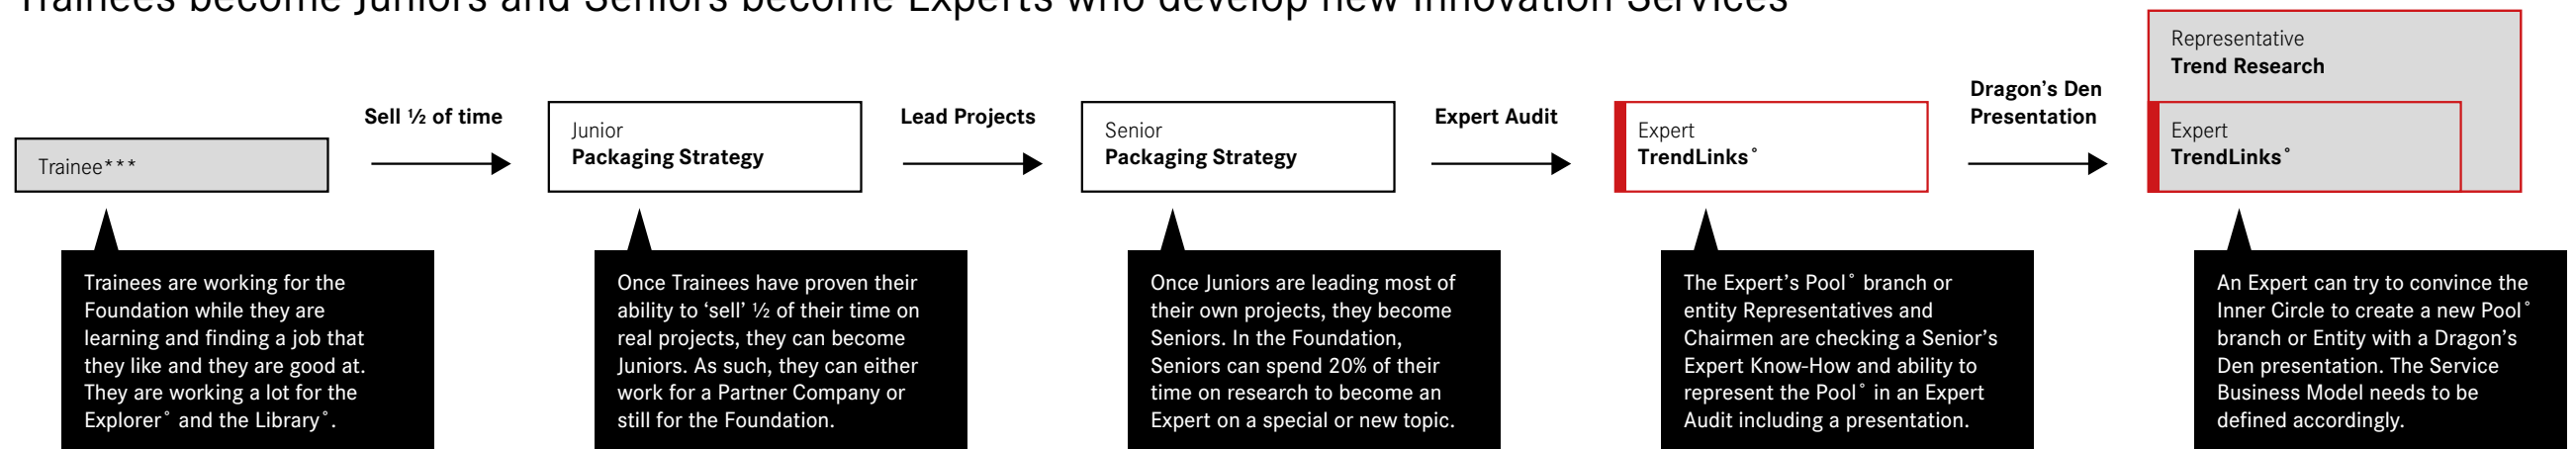 Trainees become Juniors and Seniors become Experts who develop new Innovation Services
Trainee***
Sell ½ of time
Junior
Packaging Strategy
Lead Projects
Senior
Packaging Strategy
Expert Audit
Expert
TrendLinks°
Dragon's Den
Presentation
Representative
Trend Research
Expert
TrendLinks°
Trainees are working for the
Foundation while they are
learning and finding a job that
they like and they are good at.
They are working a lot for the
Explorer° and the Library°.
Once Trainees have proven their
ability to ‘sell’ ½ of their time on
real projects, they can become
Juniors. As such, they can either
work for a Partner Company or
still for the Foundation.
Once Juniors are leading most of
their own projects, they become
Seniors. In the Foundation,
Seniors can spend 20% of their
time on research to become an
Expert on a special or new topic.
The Expert's Pool° branch or
entity Representatives and
Chairmen are checking a Senior's
Expert Know-How and ability to
represent the Pool° in an Expert
Audit including a presentation.
An Expert can try to convince the
Inner Circle to create a new Pool°
branch or Entity with a Dragon's
Den presentation. The Service
Business Model needs to be
defined accordingly.